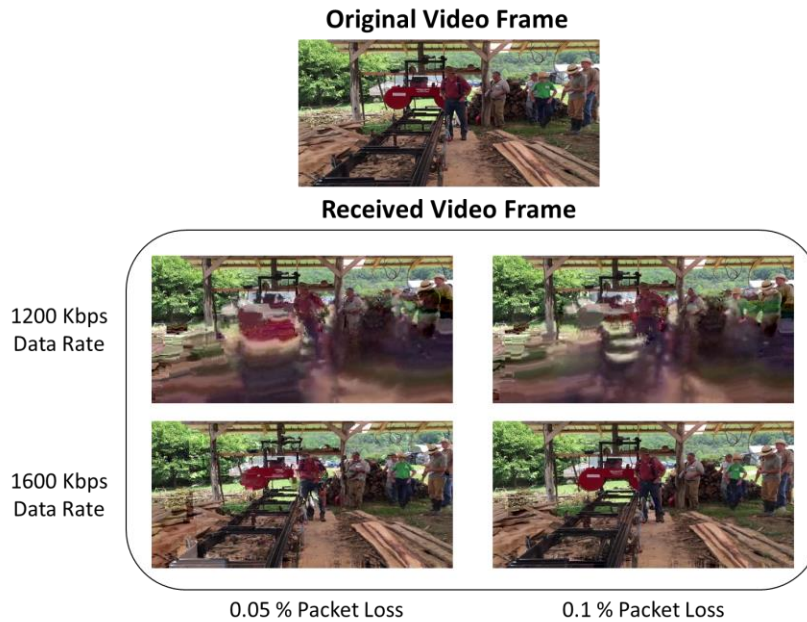 Original Video Frame
Received Video Frame
1200 Kbps
Data Rate
1600 Kbps
Data Rate
0.05 % Packet Loss
0.1 % Packet Loss